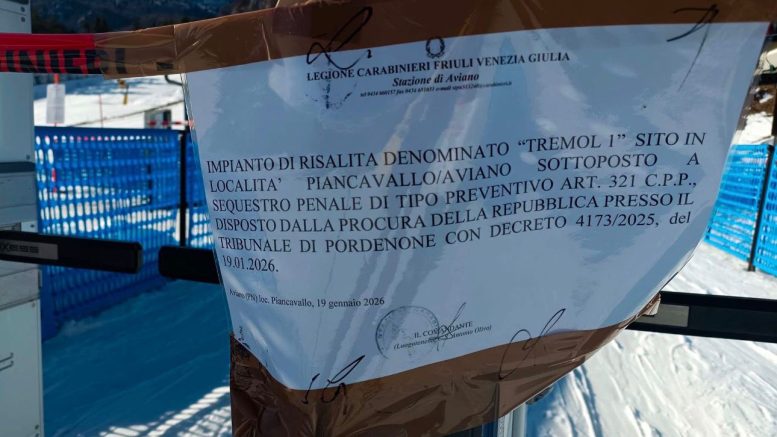 LEGIONE CARABINIERI FRIULI VENEZIA GIULIA
Stazione di Aviano
IMPIANTO DI RISALITA DENOMINATO “TREMOL 1” SITO IN
LOCALITA’ PIANCAVALLO/AVIANO SOTTOPOSTO A
SEQUESTRO PENALE DI TIPO PREVENTIVO ART. 321 C.P.P.,
DISPOSTO DALLA PROCURA DELLA REPUBBLICA PRESSO IL
TRIBUNALE DI PORDENONE CON DECRETO 4173/2025, del
19.01.2026.
Aviano (PN) loc. Piancavallo, 19 gennaio 2026
IL COMANDANTE